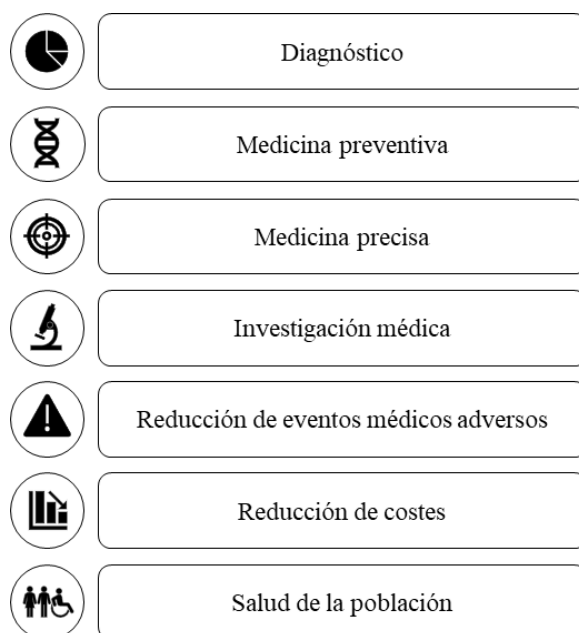 Diagnóstico
Medicina preventiva
Medicina precisa
Investigación médica
Reducción de eventos médicos adversos
Reducción de costes
Salud de la población